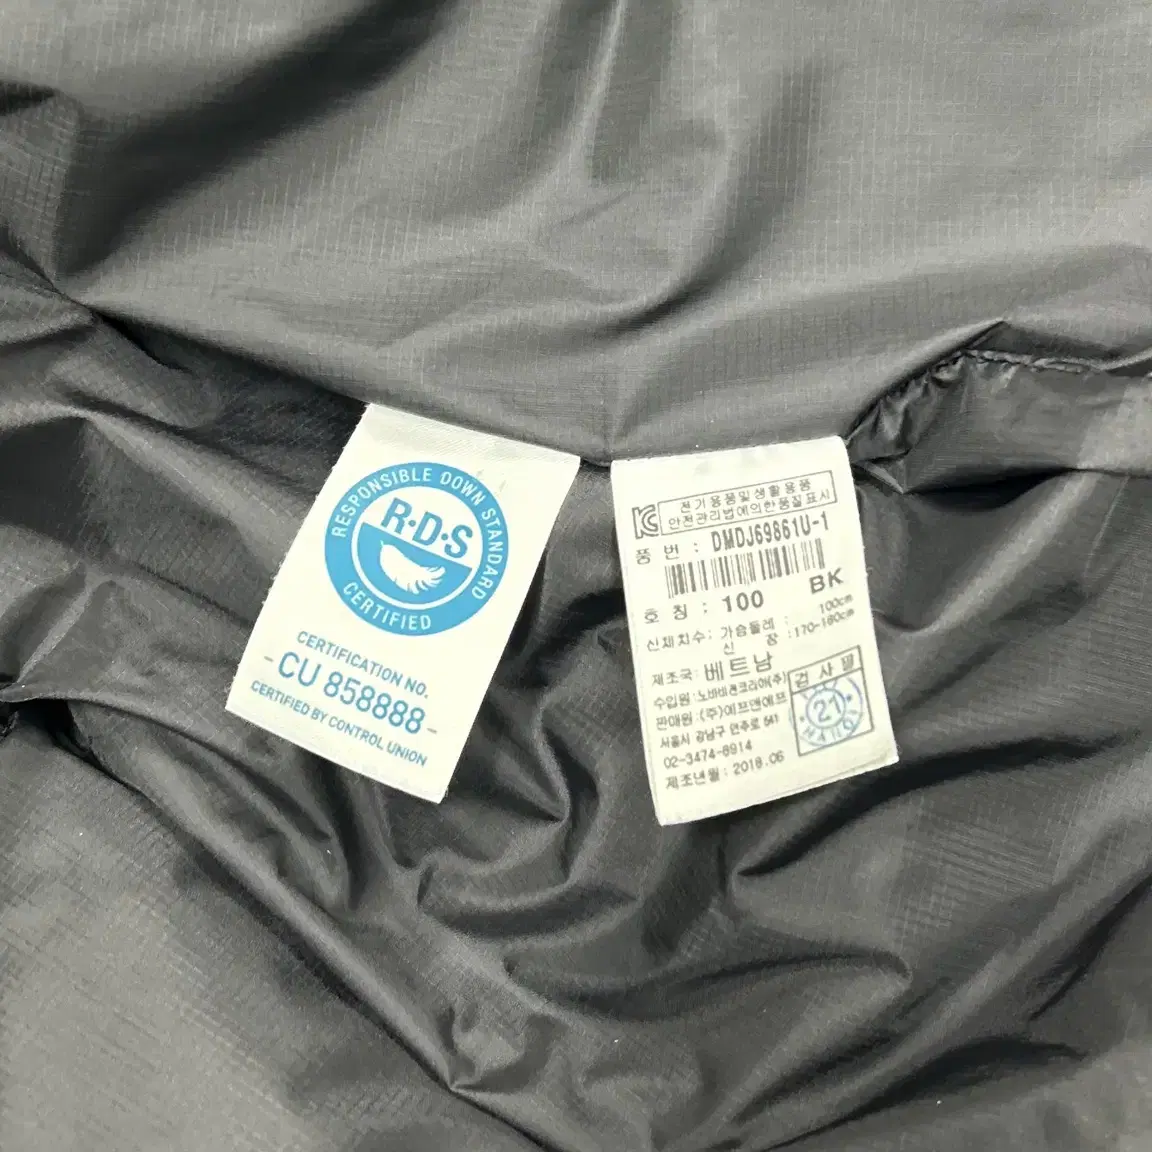 RESPONSIBLE DOWN STANDARD
R·D·S
CERTIFIED
CERTIFICATION NO.
- CU 858888 -
CERTIFIED BY CONTROL UNION
전기용품및생활용품
안전관리법에의한품질표시
품 번 : DMDJ69861U-1
BK
호 칭 : 100
신체치수: 가슴둘레 : 100cm
신 장 : 170-180cm
제조국: 베트남
수입원: 노바비젼코리아(주)
판매원: (주)에프앤에프
서울시 강남구 언주로 541
02-3474-8914
제조년월: 2018.06
검사필
21